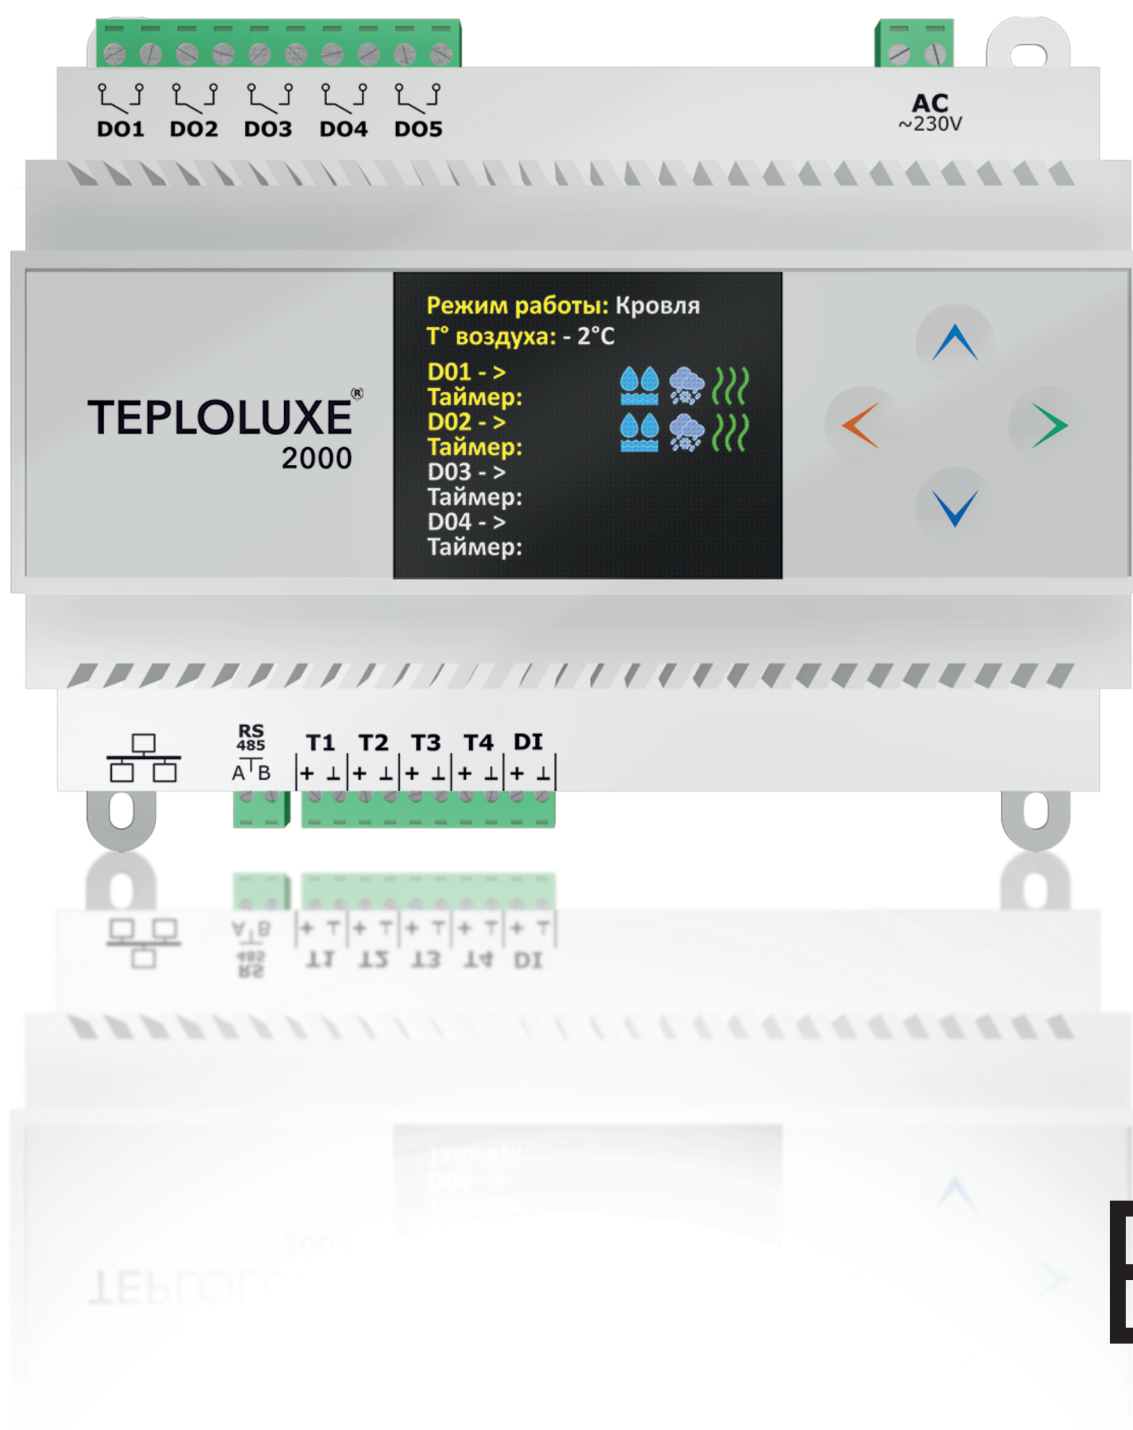 DO1 DO2 DO3 DO4 DO5
AC
~230V
Режим работы: Кровля
T° воздуха: - 2°C
D01 - >
Таймер:
D02 - >
Таймер:
D03 - >
Таймер:
D04 - >
Таймер:
TEPLOLUXE®
2000
RS
485
A B
T1 T2 T3 T4 DI
+ ⊥ + ⊥ + ⊥ + ⊥ + ⊥